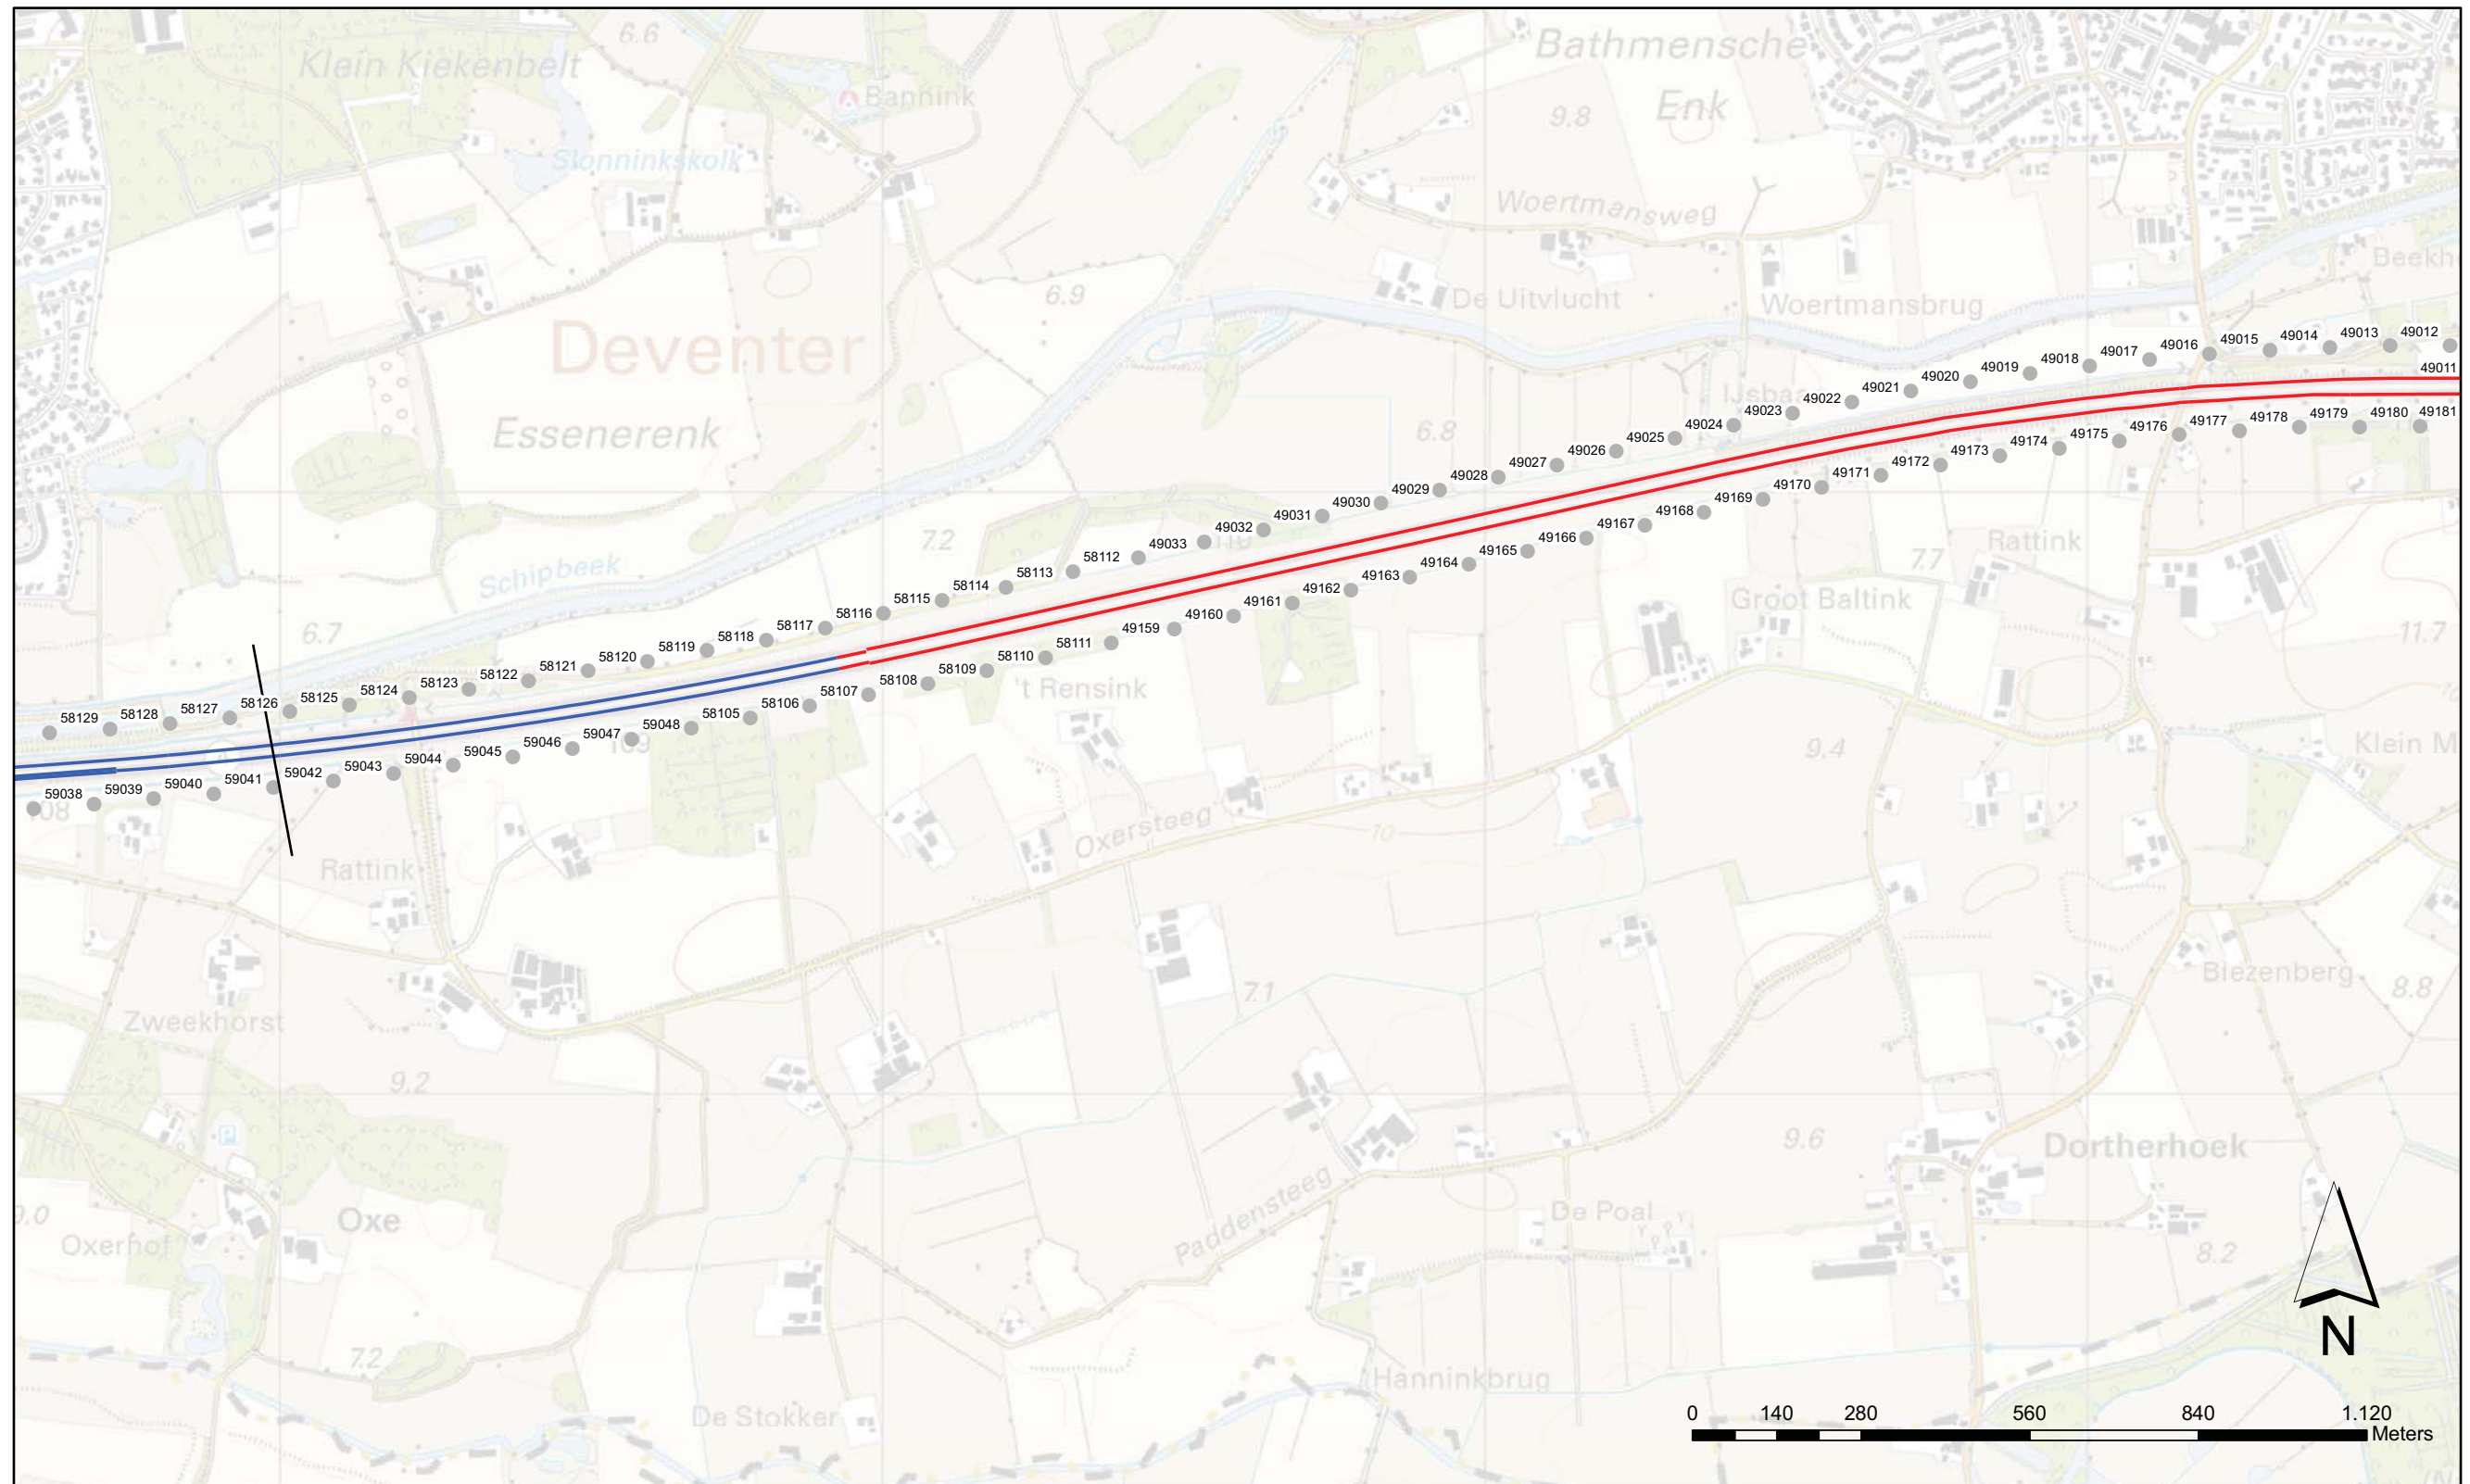 6.6
Klein Kiekenbelt
Bannink
Bathmensche
Enk
9.8
Slonninkskolk
Woertmansweg
6.9
De Uitvlucht
Woertmansbrug
Deventer
Essenerenk
6.8
49016 49015 49014 49013 49012
49011
49022 49021 49020 49019 49018 49017
49027 49026 49025 49024 49023
49032 49031 49030 49029 49028
49177 49178 49179 49180 49181
49172 49173 49174 49175 49176
49167 49168 49169 49170 49171
7.2
Schipbeek
58116 58115 58114 58113 58112 49033
49162 49163 49164 49165 49166
Rattink
7.7
Groot Baltink
11.7
6.7
58121 58120 58119 58118 58117
58110 58111 49159 49160 49161
58129 58128 58127 58126 58125 58124 58123 58122
58105 58106 58107 58108 58109
't Rensink
59043 59044 59045 59046 59047 59048
109
9.4
Klein M
59038 59039 59040 59041 59042
108
Oxersteeg
70
Rattink
7.1
Biezenberg
8.8
Zweekhorst
9.2
P
9.6
Dortherhoek
Oxe
Oxerhof
Paddensteeg
De Poal
8.2
7.2
N
Hanninkbrug
De Stokker
0 140 280 560 840 1.120
Meters